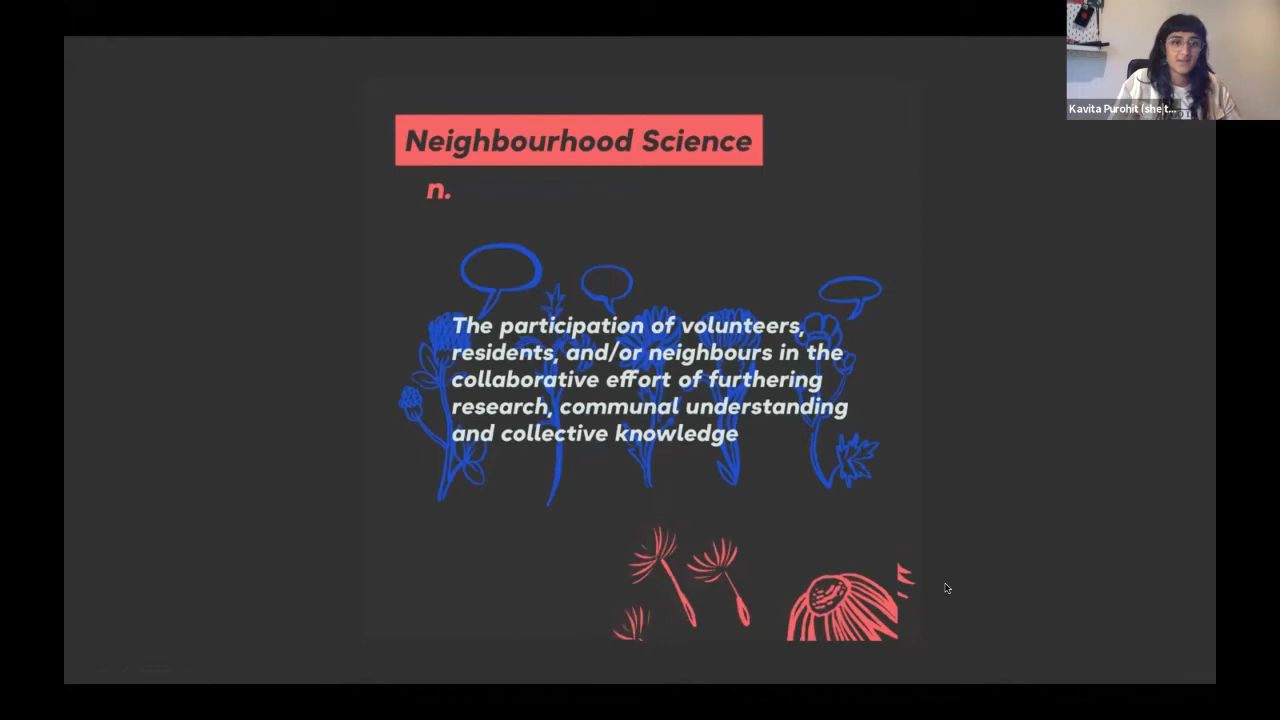 Neighbourhood Science
n.
The participation of volunteers,
residents, and/or neighbours in the
collaborative effort of furthering
research, communal understanding
and collective knowledge
Kavita Purohit (she t...